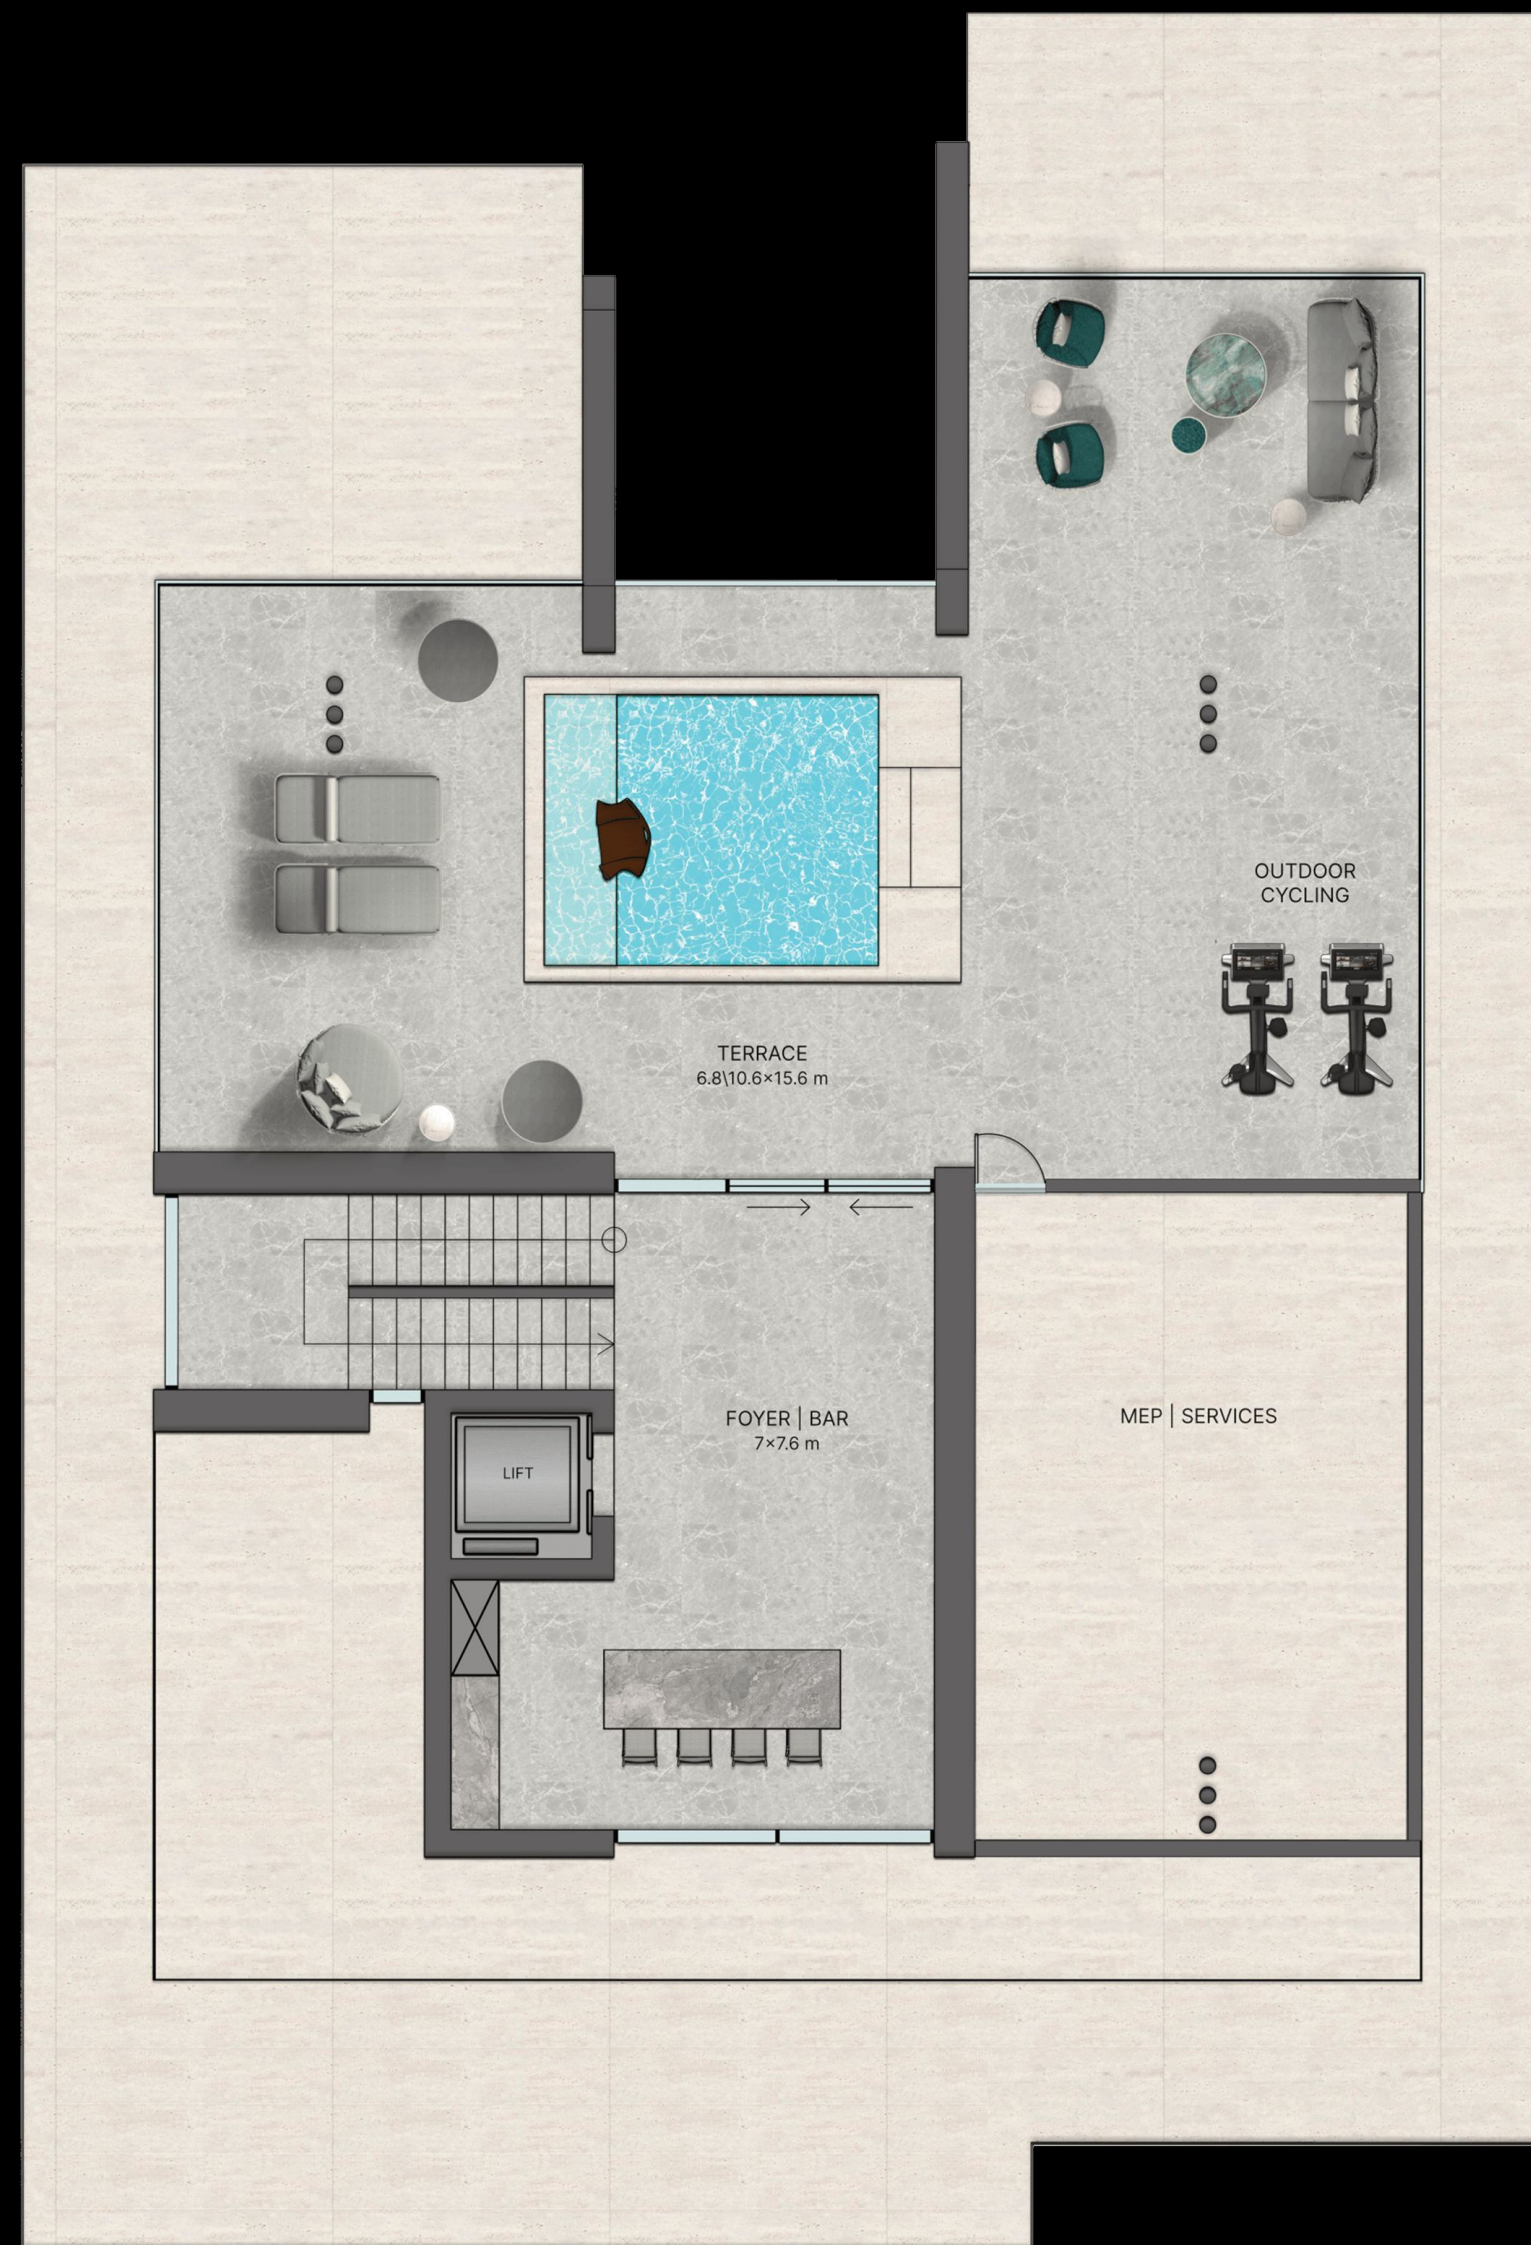 OUTDOOR
CYCLING
TERRACE
6.8\10.6×15.6 m
FOYER | BAR
7×7.6 m
MEP | SERVICES
LIFT